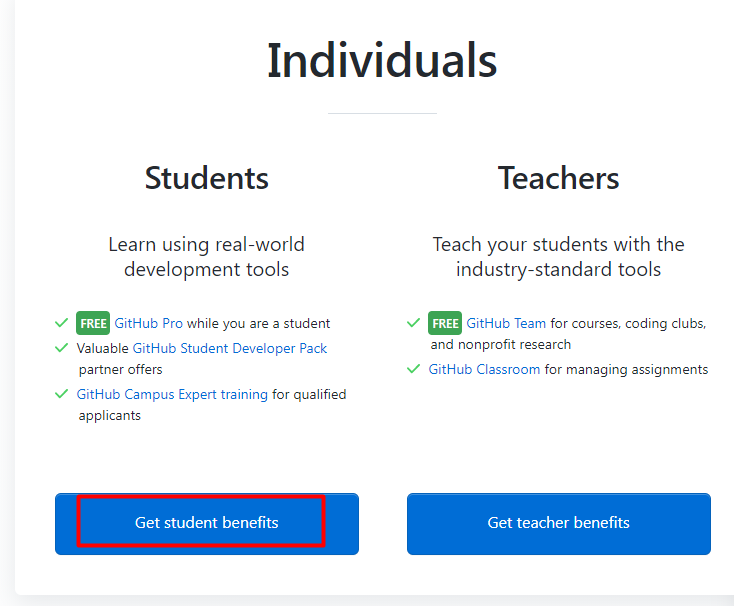 Individuals
Students
Learn using real-world
development tools
FREE GitHub Pro while you are a student
Valuable GitHub Student Developer Pack
partner offers
GitHub Campus Expert training for qualified
applicants
Get student benefits
Teachers
Teach your students with the
industry-standard tools
FREE GitHub Team for courses, coding clubs,
and nonprofit research
GitHub Classroom for managing assignments
Get teacher benefits